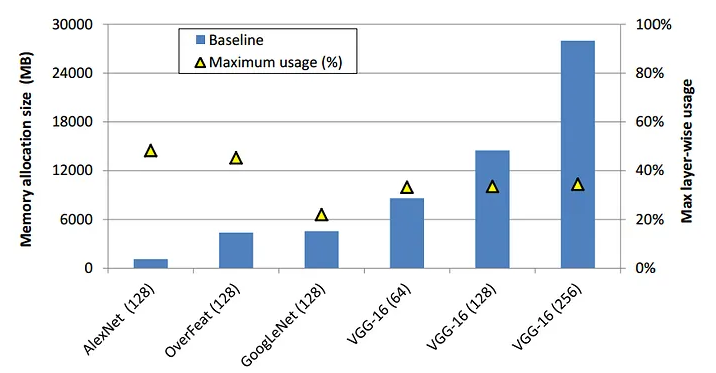 30000
24000
18000
12000
6000
0
Memory allocation size (MB)
Baseline
Maximum usage (%)
100%
80%
60%
40%
20%
0%
Max layer-wise usage
AlexNet (128)
OverFeat (128)
GoogLeNet (128)
VGG-16 (64)
VGG-16 (128)
VGG-16 (256)